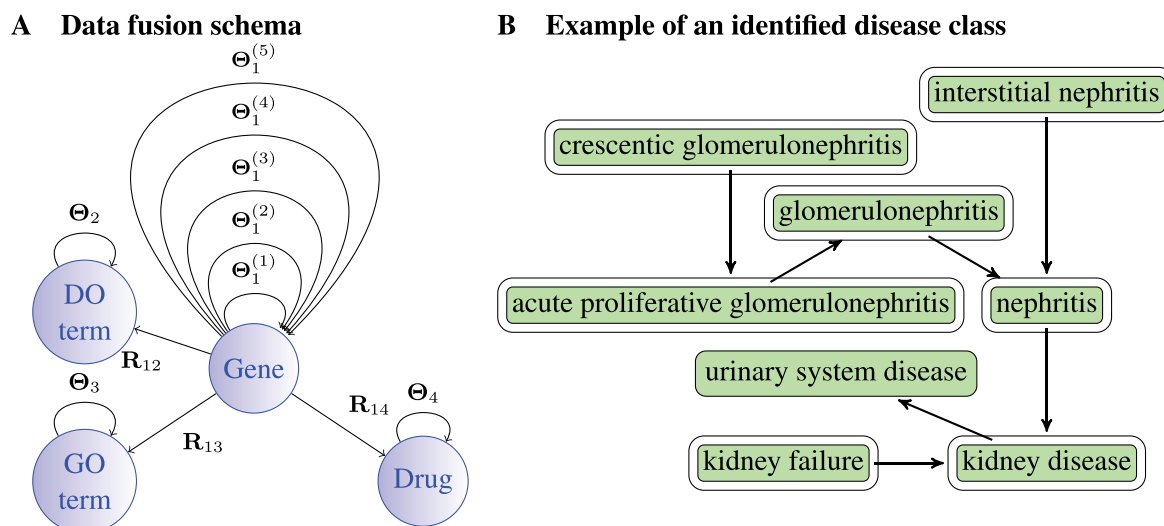 A Data fusion schema
Θ₁⁽⁵⁾
Θ₁⁽⁴⁾
Θ₁⁽³⁾
Θ₁⁽²⁾
Θ₁⁽¹⁾
Θ₂
DO
term
R₁₂
Gene
Θ₃
R₁₃
GO
term
R₁₄
Θ₄
Drug
B Example of an identified disease class
interstitial nephritis
crescentic glomerulonephritis
glomerulonephritis
acute proliferative glomerulonephritis
nephritis
urinary system disease
kidney failure
kidney disease